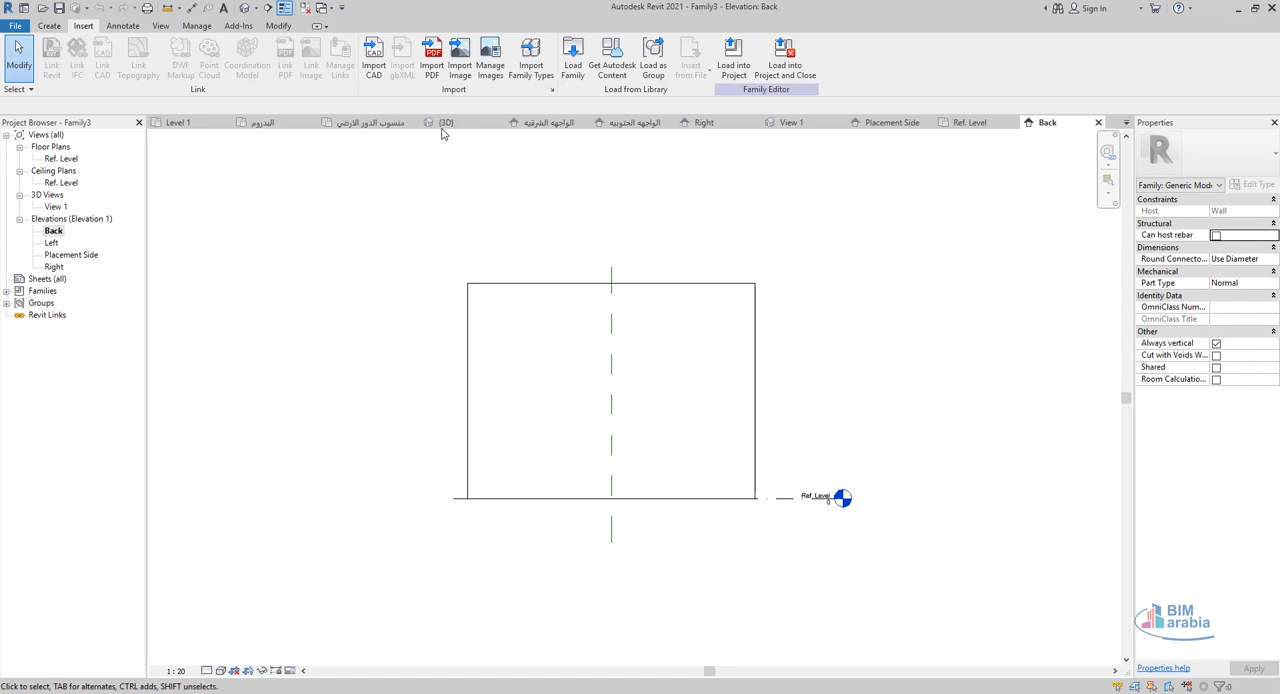 Autodesk Revit 2021 - Family3 - Elevation: Back
Sign In
File Create Insert Annotate View Manage Add-Ins Modify
Modify
Link Revit
Link IFC
Link CAD
Link Topography
DWF Markup
Point Cloud
Coordination Model
Link PDF
Link Image
Manage Links
Import CAD
Import gbXML
Import PDF
Import Image
Manage Images
Import Family Types
Load Family
Get Autodesk Content
Load as Group
Insert from File
Load into Project
Load into Project and Close
Select Link Import Load from Library Family Editor
Project Browser - Family3
Level 1
البدروم
منسوب الدور الارضي
{3D}
الواجهه الشرقيه
الواجهه الجنوبيه
Right
View 1
Placement Side
Ref. Level
Back
Properties
Views (all)
Floor Plans
Ref. Level
Ceiling Plans
Ref. Level
3D Views
View 1
Elevations (Elevation 1)
Back
Left
Placement Side
Right
Sheets (all)
Families
Groups
Revit Links
2D
R
Family: Generic Mode Edit Type
Constraints
Host Wall
Structural
Can host rebar
Dimensions
Round Connecto... Use Diameter
Mechanical
Part Type Normal
Identity Data
OmniClass Num...
OmniClass Title
Other
Always vertical
Cut with Voids W...
Shared
Room Calculatio...
Ref. Level
0
BIM
arabia
1 : 20
Properties help
Apply
Click to select, TAB for alternates, CTRL adds, SHIFT unselects.
:0